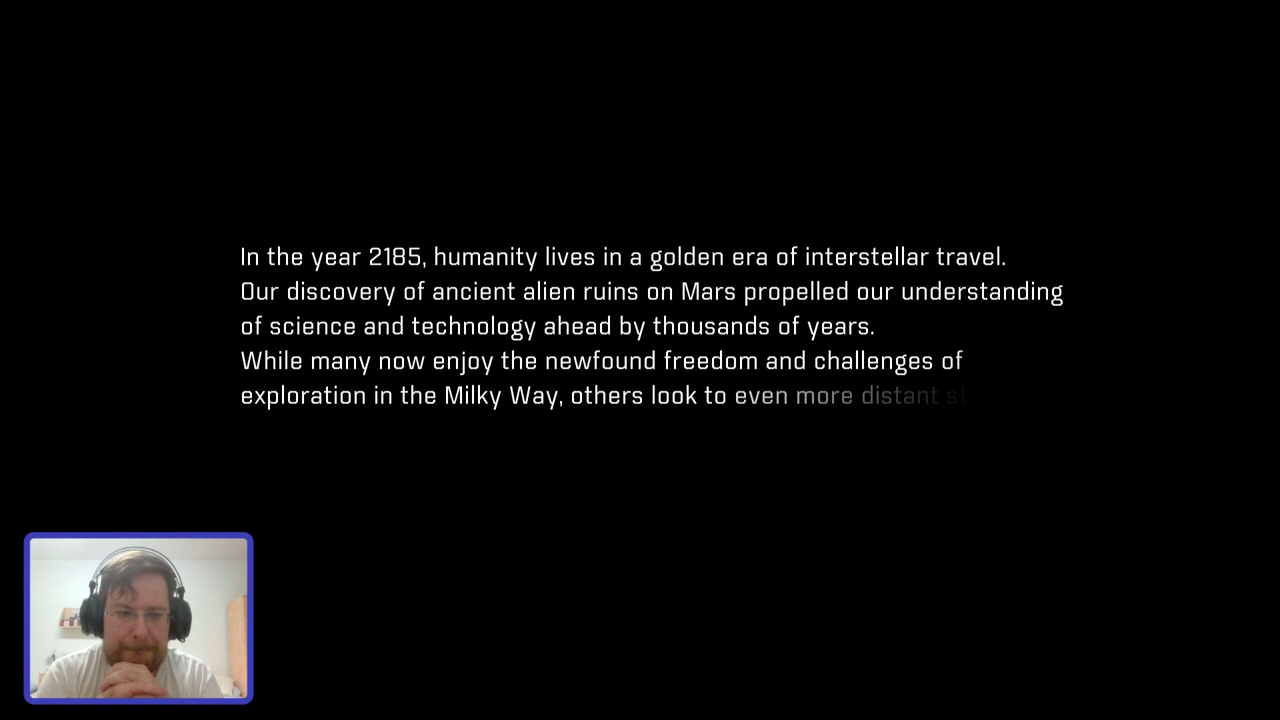 In the year 2185, humanity lives in a golden era of interstellar travel.
Our discovery of ancient alien ruins on Mars propelled our understanding
of science and technology ahead by thousands of years.
While many now enjoy the newfound freedom and challenges of
exploration in the Milky Way, others look to even more distant